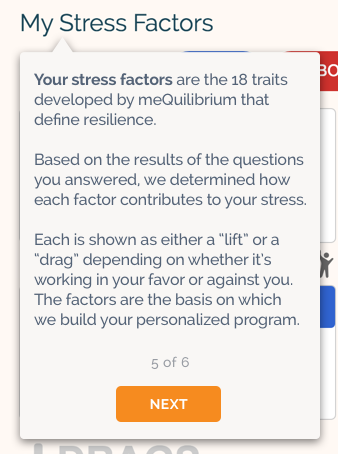 My Stress Factors
Your stress factors are the 18 traits
developed by meQuilibrium that
define resilience.
Based on the results of the questions
you answered, we determined how
each factor contributes to your stress.
Each is shown as either a “lift” or a
“drag” depending on whether it’s
working in your favor or against you.
The factors are the basis on which
we build your personalized program.
5 of 6
NEXT